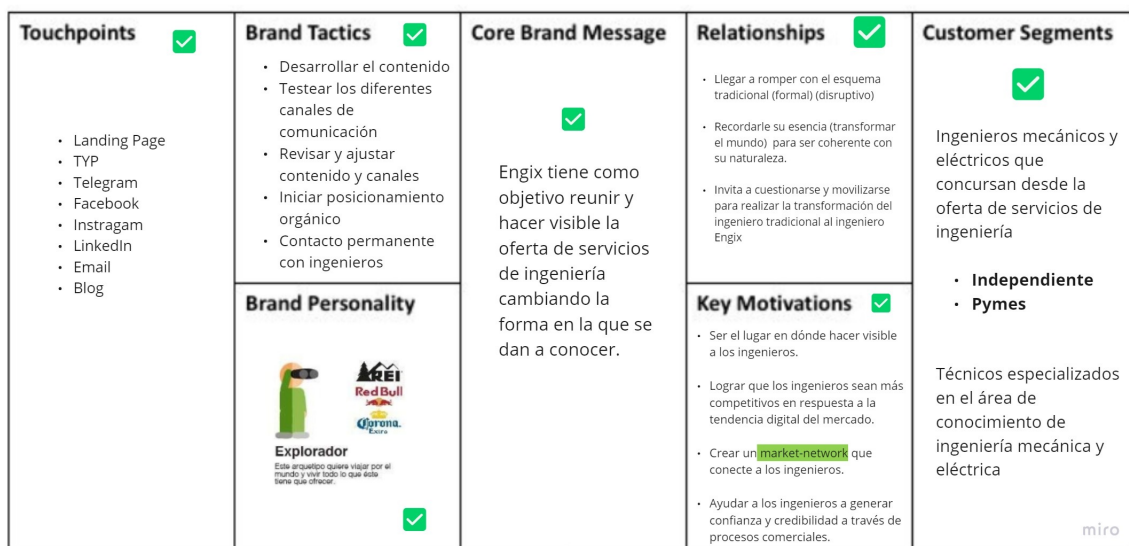 Touchpoints
• Landing Page
• TYP
• Telegram
• Facebook
• Instragam
• LinkedIn
• Email
• Blog
Brand Tactics
• Desarrollar el contenido
• Testear los diferentes
canales de
comunicación
• Revisar y ajustar
contenido y canales
• Iniciar posicionamiento
orgánico
• Contacto permanente
con ingenieros
Brand Personality
REI
Red Bull
Corona.
Extra
Explorador
Este arquetipo quiere viajar por el
mundo y vivir todo lo que éste
tiene que ofrecer.
Core Brand Message
Engix tiene como
objetivo reunir y
hacer visible la
oferta de servicios
de ingeniería
cambiando la
forma en la que se
dan a conocer.
Relationships
• Llegar a romper con el esquema
tradicional (formal) (disruptivo)
• Recordarle su esencia (transformar
el mundo) para ser coherente con
su naturaleza.
• Invita a cuestionarse y movilizarse
para realizar la transformación del
ingeniero tradicional al ingeniero
Engix
Key Motivations
• Ser el lugar en dónde hacer visible
a los ingenieros.
• Lograr que los ingenieros sean más
competitivos en respuesta a la
tendencia digital del mercado.
• Crear un market-network que
conecte a los ingenieros.
• Ayudar a los ingenieros a generar
confianza y credibilidad a través de
procesos comerciales.
Customer Segments
Ingenieros mecánicos y
eléctricos que
concursan desde la
oferta de servicios de
ingeniería
• Independiente
• Pymes
Técnicos especializados
en el área de
conocimiento de
ingeniería mecánica y
eléctrica
miro